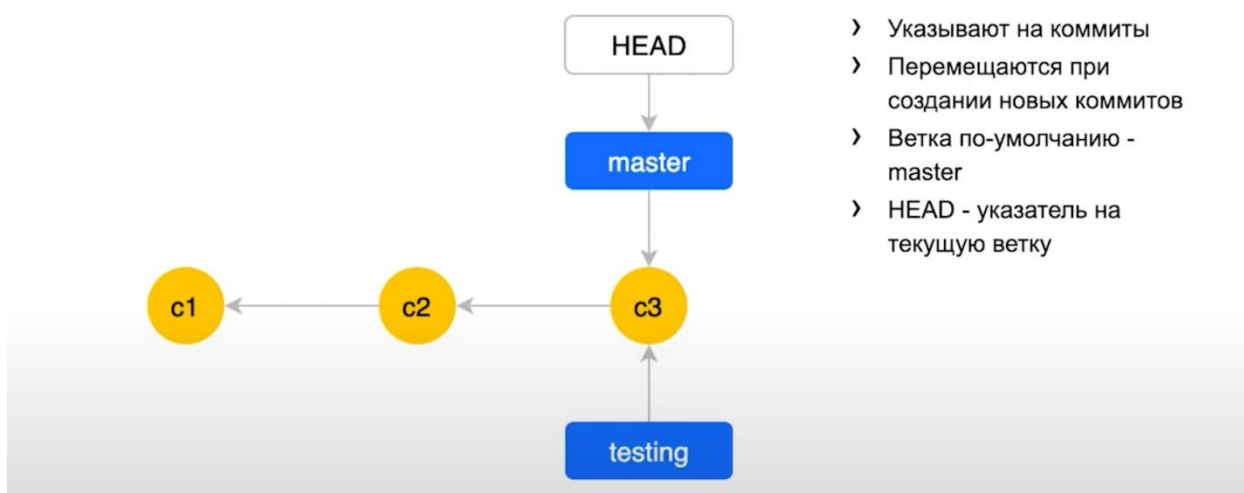 HEAD
master
c1
c2
c3
testing
› Указывают на коммиты
› Перемещаются при
создании новых коммитов
› Ветка по-умолчанию -
master
› HEAD - указатель на
текущую ветку